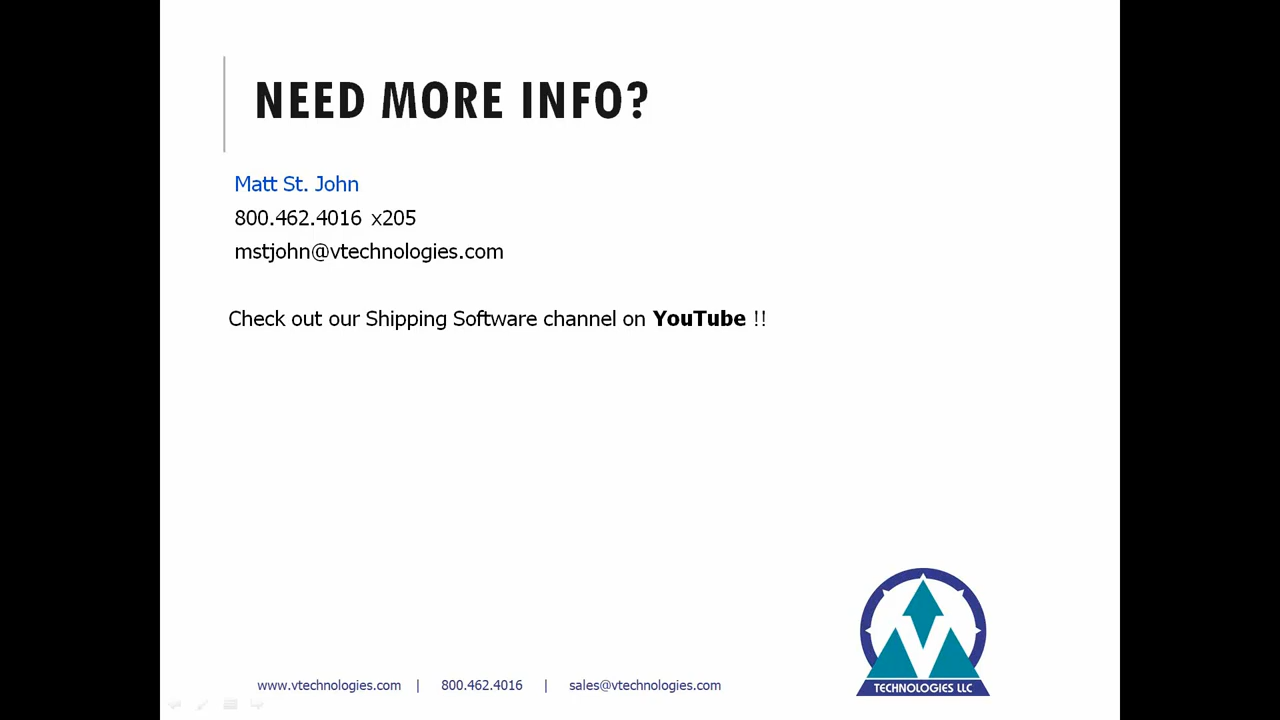 NEED MORE INFO?
Matt St. John
800.462.4016 x205
mstjohn@vtechnologies.com
Check out our Shipping Software channel on YouTube !!
V
TECHNOLOGIES LLC
www.vtechnologies.com | 800.462.4016 | sales@vtechnologies.com